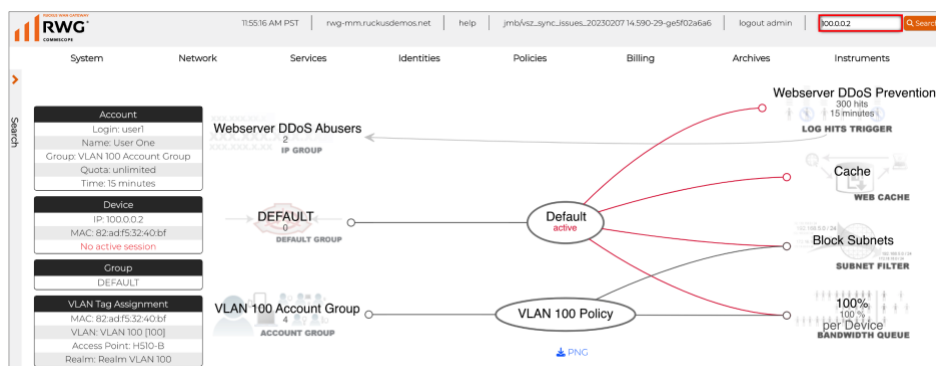 RUCKUS WAN GATEWAY
RWG
COMMSCOPE
11:55:16 AM PST
rwg-mm.ruckusdemos.net
help
jmb/vsz_sync_issues_20230207 14.590-29-ge5f02a6a6
logout admin
100.0.0.2
Search
System
Network
Services
Identities
Policies
Billing
Archives
Instruments
Search
Account
Login: user1
Name: User One
Group: VLAN 100 Account Group
Quota: unlimited
Time: 15 minutes
Device
IP: 100.0.0.2
MAC: 82:ad:f5:32:40:bf
No active session
Group
DEFAULT
VLAN Tag Assignment
MAC: 82:ad:f5:32:40:bf
VLAN: VLAN 100 [100]
Access Point: H510-B
Realm: Realm VLAN 100
Webserver DDoS Abusers
2
IP GROUP
DEFAULT
0
DEFAULT GROUP
VLAN 100 Account Group
4
ACCOUNT GROUP
Default
active
VLAN 100 Policy
PNG
Webserver DDoS Prevention
300 hits
15 minutes
LOG HITS TRIGGER
Cache
WEB CACHE
Block Subnets
SUBNET FILTER
100%
100 %
per Device
BANDWIDTH QUEUE